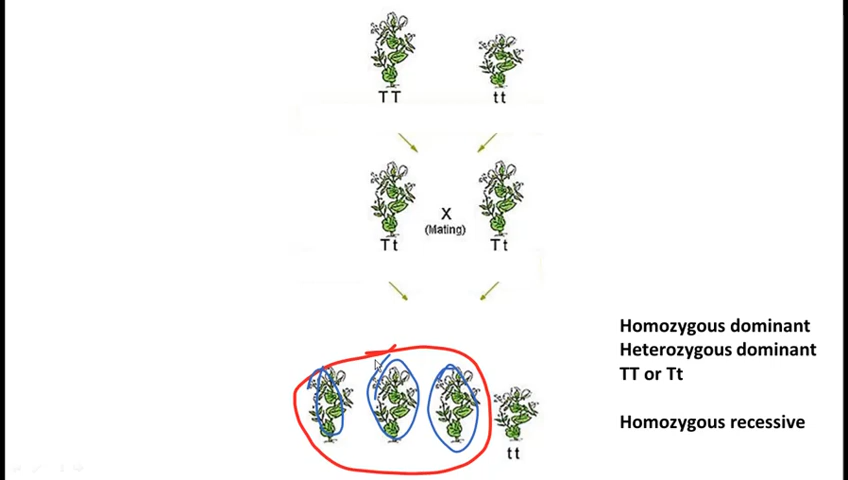 TT
tt
Tt
X
(Mating)
Tt
Homozygous dominant
Heterozygous dominant
TT or Tt
Homozygous recessive
tt